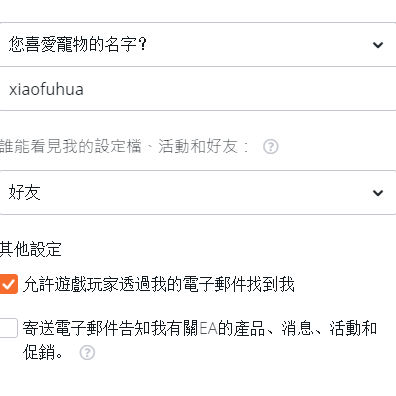 您喜愛寵物的名字？
xiaofuhua
誰能看見我的設定檔、活動和好友：
好友
其他設定
允許遊戲玩家透過我的電子郵件找到我
寄送電子郵件告知我有關EA的產品、消息、活動和
促銷。